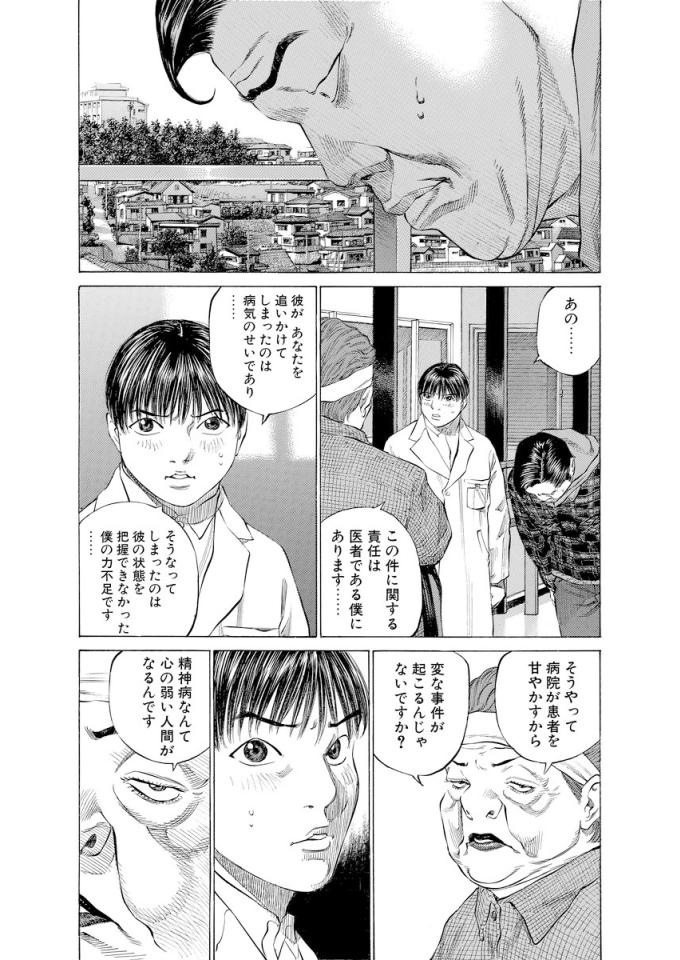 あの……
この件に関する
責任は
医者である僕に
あります……
彼が あなたを
追いかけて
しまったのは
病気のせいであり
……
そうなって
しまったのは
彼の状態を
把握できなかった
僕の力不足です
……
そうやって
病院が患者を
甘やかすから
変な事件が
起こるんじゃ
ないですか?
精神病なんて
心の弱い人間が
なるんです